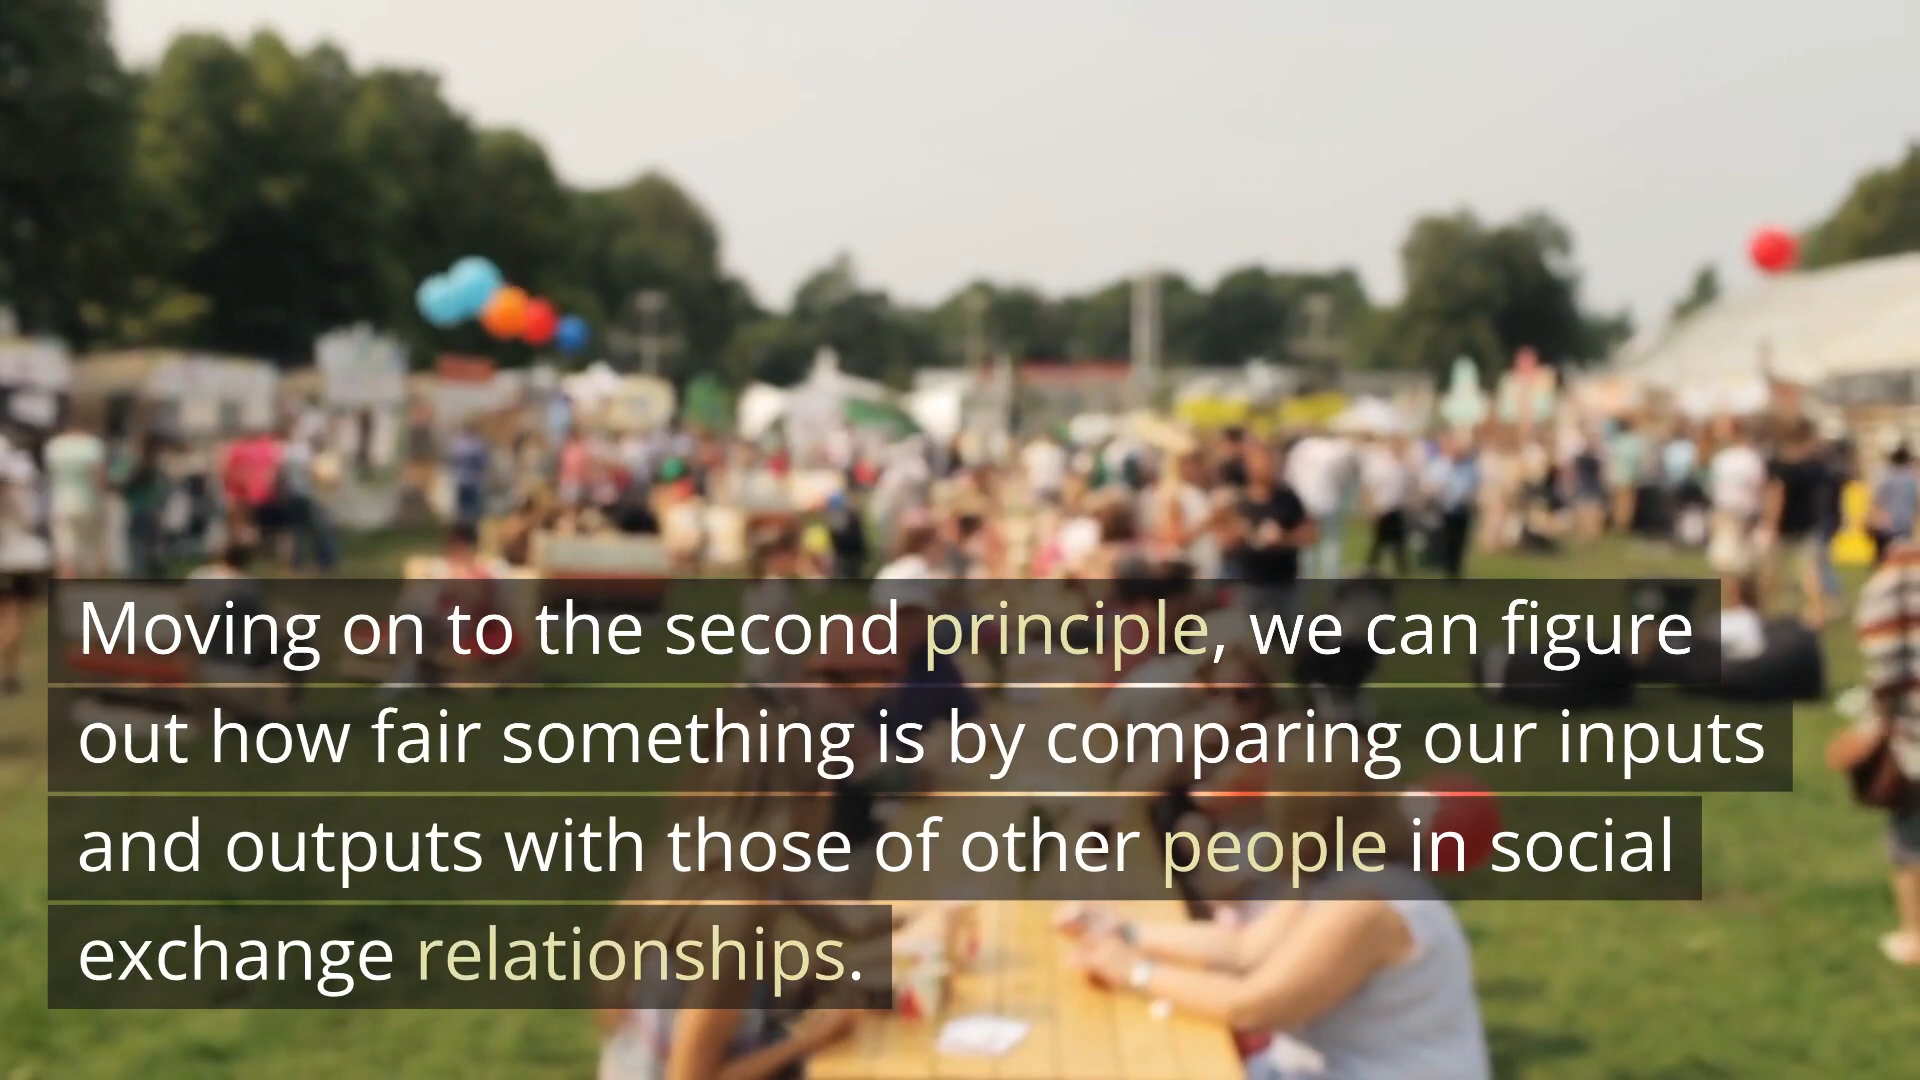 Moving on to the second principle, we can figure
out how fair something is by comparing our inputs
and outputs with those of other people in social
exchange relationships.